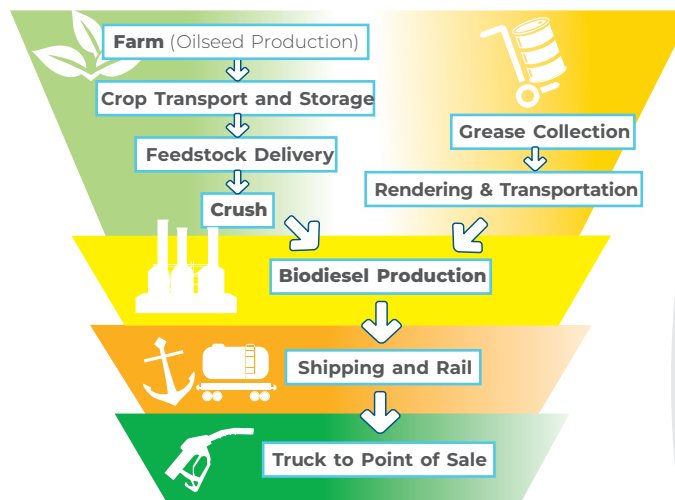 Farm (Oilseed Production)
Crop Transport and Storage
Feedstock Delivery
Crush
Grease Collection
Rendering & Transportation
Biodiesel Production
Shipping and Rail
Truck to Point of Sale